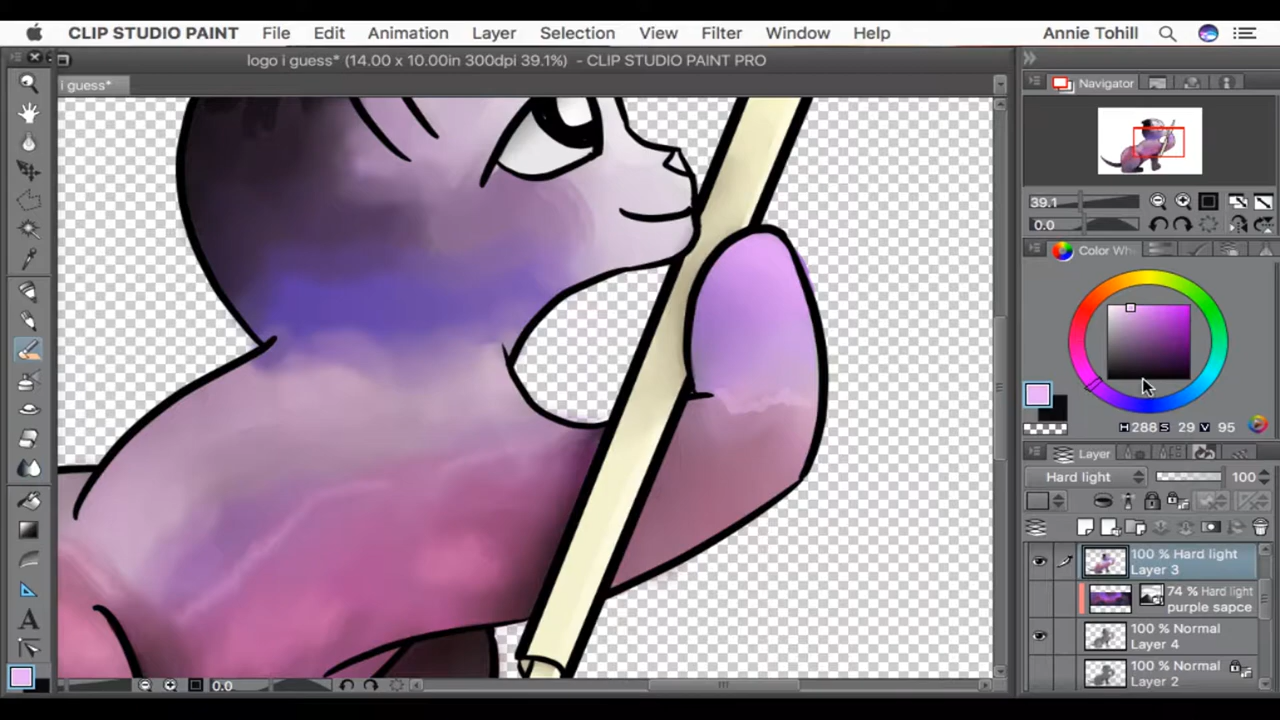 CLIP STUDIO PAINT File Edit Animation Layer Selection View Filter Window Help Annie Tohill
logo i guess* (14.00 x 10.00in 300dpi 39.1%) - CLIP STUDIO PAINT PRO
i guess*
Navigator
39.1
0.0
Color Whe
H 288 S 29 V 95
Layer
Hard light 100
100 % Hard light
Layer 3
74 % Hard light
purple sapce
100 % Normal
Layer 4
100 % Normal
Layer 2
A
0.0